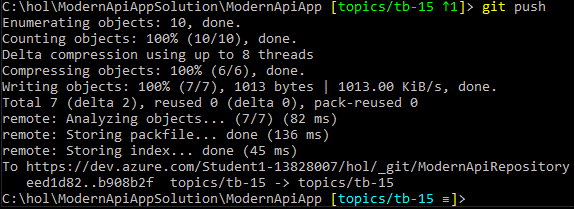 C:\hol\ModernApiAppSolution\ModernApiApp [topics/tb-15 ↑1]> git push
Enumerating objects: 10, done.
Counting objects: 100% (10/10), done.
Delta compression using up to 8 threads
Compressing objects: 100% (6/6), done.
Writing objects: 100% (7/7), 1013 bytes | 1013.00 KiB/s, done.
Total 7 (delta 2), reused 0 (delta 0), pack-reused 0
remote: Analyzing objects... (7/7) (82 ms)
remote: Storing packfile... done (136 ms)
remote: Storing index... done (45 ms)
To https://dev.azure.com/Student1-13828007/hol/_git/ModernApiRepository
   eed1d82..b908b2f  topics/tb-15 -> topics/tb-15
C:\hol\ModernApiAppSolution\ModernApiApp [topics/tb-15 ≡]>